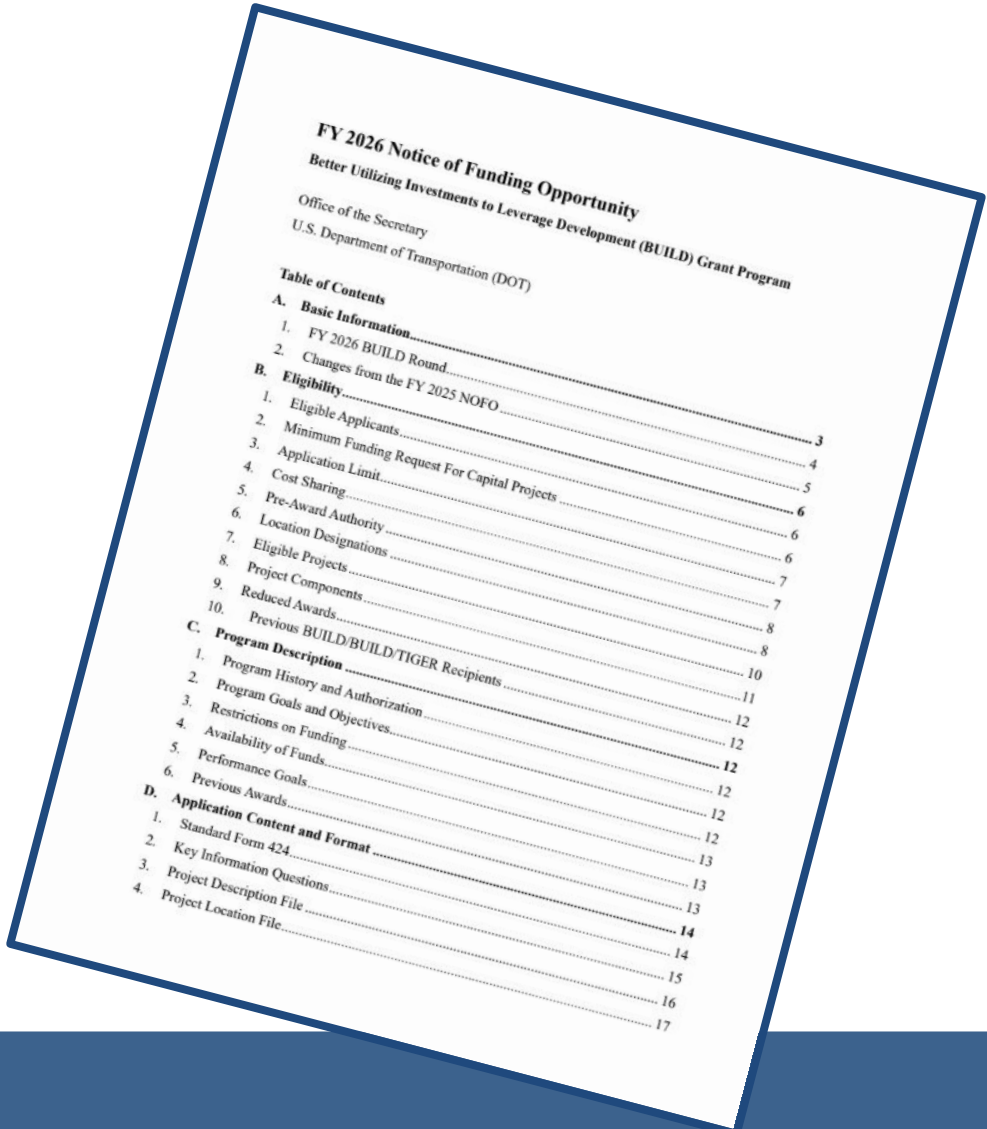 FY 2026 Notice of Funding Opportunity
Better Utilizing Investments to Leverage Development (BUILD) Grant Program
Office of the Secretary
U.S. Department of Transportation (DOT)
Table of Contents
A. Basic Information 3
1. FY 2026 BUILD Round 4
2. Changes from the FY 2025 NOFO 5
B. Eligibility 6
1. Eligible Applicants 6
2. Minimum Funding Request For Capital Projects 6
3. Application Limit 7
4. Cost Sharing 7
5. Pre-Award Authority 8
6. Location Designations 8
7. Eligible Projects 10
8. Project Components 11
9. Reduced Awards 12
10. Previous BUILD/BUILD/TIGER Recipients 12
C. Program Description 12
1. Program History and Authorization 12
2. Program Goals and Objectives 12
3. Restrictions on Funding 12
4. Availability of Funds 13
5. Performance Goals 13
6. Previous Awards 13
D. Application Content and Format 14
1. Standard Form 424 14
2. Key Information Questions 15
3. Project Description File 16
4. Project Location File 17